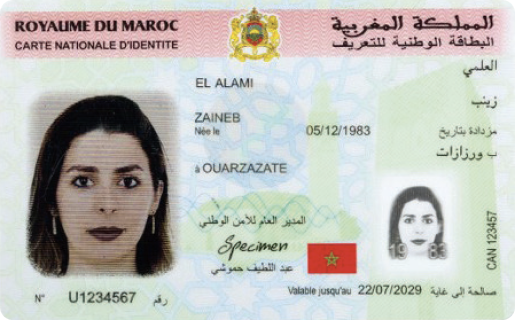 ROYAUME DU MAROC
المملكة المغربية
CARTE NATIONALE D'IDENTITE
البطاقة الوطنية للتعريف
العلمي
EL ALAMI
زينب
ZAINEB
Née le 05/12/1983 مزدادة بتاريخ
ب ورزازات
à OUARZAZATE
المدير العام للأمن الوطني
Specimen
عبد اللطيف حموشي
1983
CAN 123457
N° U1234567 رقم
Valable jusqu'au 22/07/2029 صالحة إلى غاية